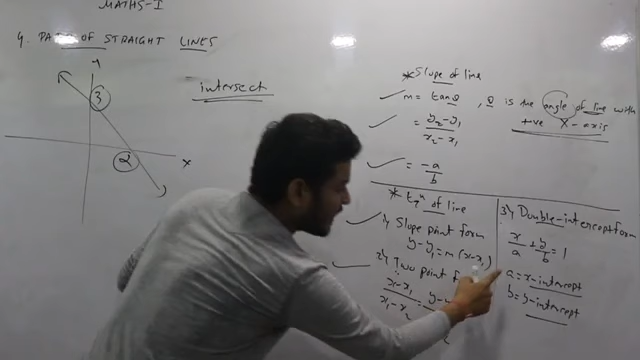 MATHS-I
4. PAIR OF STRAIGHT LINES
Y
3
2
X
intersect
* Slope of line
m = tanθ , θ is the angle of line with
+ve X-axis
= y₂-y₁ / x₂-x₁
= -a / b
* Eqⁿ of line
1) Slope point form
y-y₁ = m(x-x₁)
2) Two point f
x-x₁ / x₁-x₂ = y-y / 2
3) Double-intercept form
x/a + y/b = 1
a = x-intercept
b = y-intercept